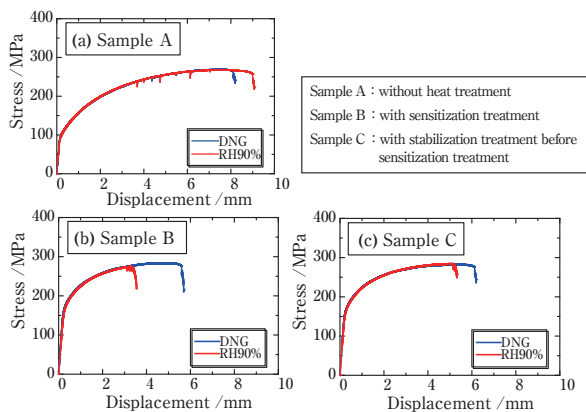 (a) Sample A
Stress /MPa
400
300
200
100
0
DNG
RH90%
0 2 4 6 8 10
Displacement /mm
Sample A : without heat treatment
Sample B : with sensitization treatment
Sample C : with stabilization treatment before
sensitization treatment
(b) Sample B
Stress /MPa
400
300
200
100
0
DNG
RH90%
0 2 4 6 8 10
Displacement /mm
(c) Sample C
Stress /MPa
400
300
200
100
0
DNG
RH90%
0 2 4 6 8 10
Displacement /mm